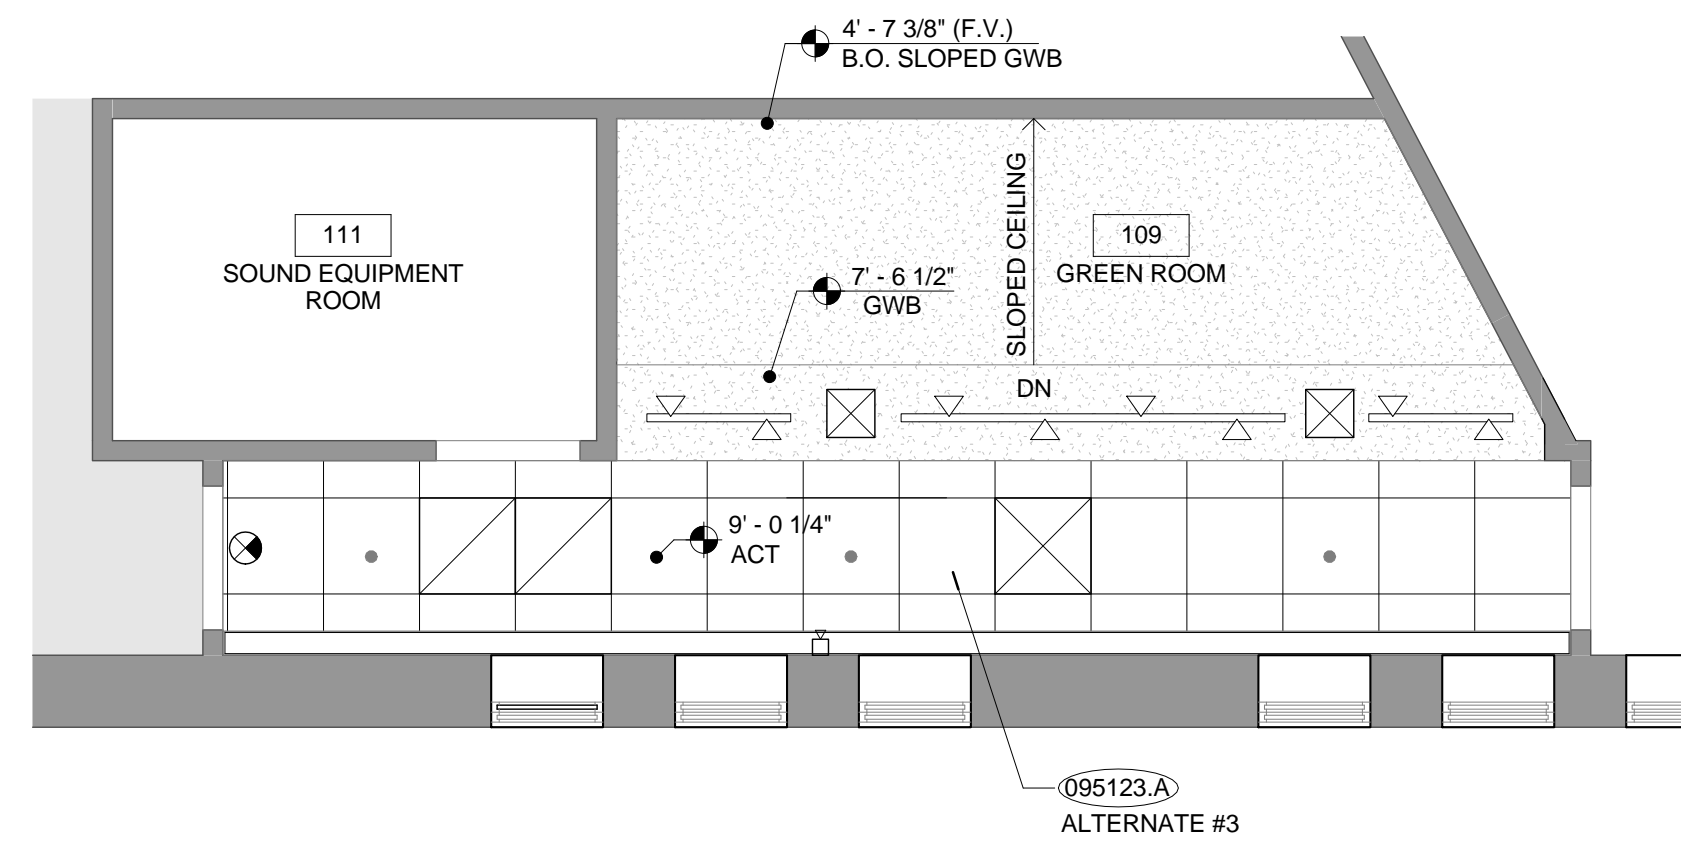 4' - 7 3/8" (F.V.)
B.O. SLOPED GWB
111
SOUND EQUIPMENT
ROOM
SLOPED CEILING
109
GREEN ROOM
7' - 6 1/2"
GWB
DN
9' - 0 1/4"
ACT
095123.A
ALTERNATE #3